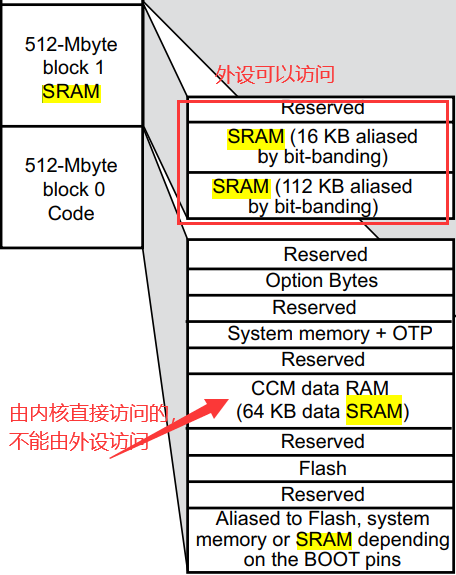 512-Mbyte
block 1
SRAM
512-Mbyte
block 0
Code
外设可以访问
Reserved
SRAM (16 KB aliased
by bit-banding)
SRAM (112 KB aliased
by bit-banding)
Reserved
Option Bytes
Reserved
System memory + OTP
Reserved
CCM data RAM
(64 KB data SRAM)
Reserved
Flash
Reserved
Aliased to Flash, system
memory or SRAM depending
on the BOOT pins
由内核直接访问的,
不能由外设访问